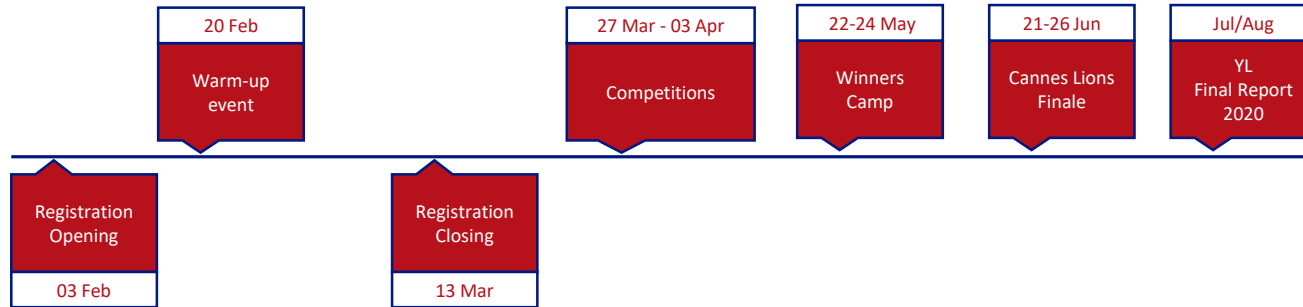 20 Feb
Warm-up
event
27 Mar - 03 Apr
Competitions
22-24 May
Winners
Camp
21-26 Jun
Cannes Lions
Finale
Jul/Aug
YL
Final Report
2020
Registration
Opening
03 Feb
Registration
Closing
13 Mar